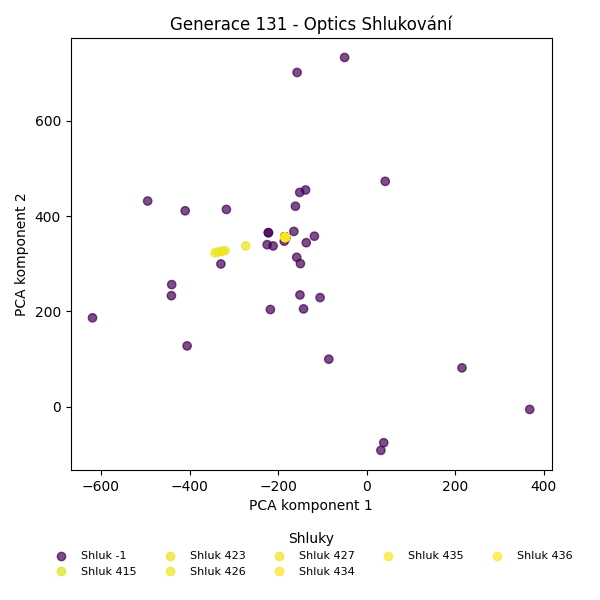 Generace 131 - Optics Shlukování
PCA komponent 2
600
400
200
0
−600 −400 −200 0 200 400
PCA komponent 1
Shluky
Shluk -1 Shluk 423 Shluk 427 Shluk 435 Shluk 436
Shluk 415 Shluk 426 Shluk 434